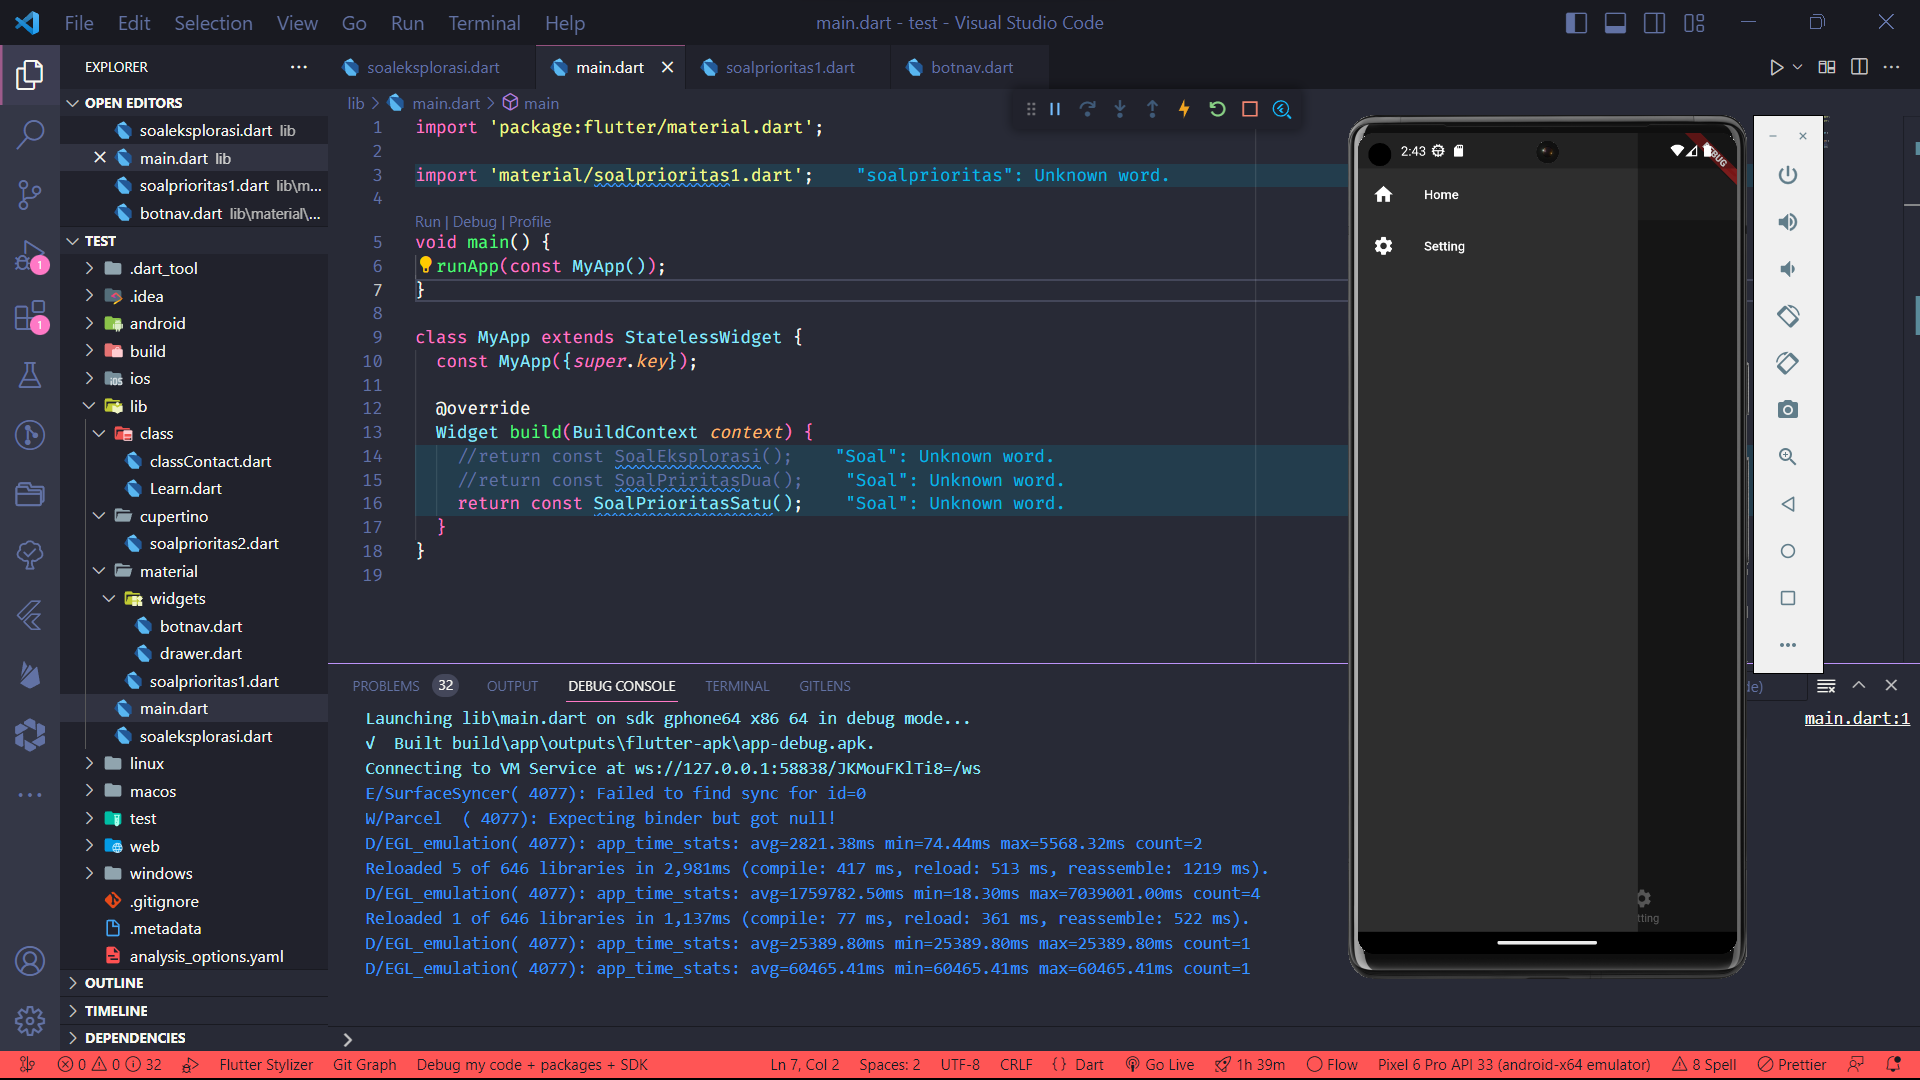 File Edit Selection View Go Run Terminal Help
main.dart - test - Visual Studio Code
EXPLORER
OPEN EDITORS
soaleksplorasi.dart lib
main.dart lib
soalprioritas1.dart lib\m...
botnav.dart lib\material\...
TEST
.dart_tool
.idea
android
build
ios
lib
class
classContact.dart
Learn.dart
cupertino
soalprioritas2.dart
material
widgets
botnav.dart
drawer.dart
soalprioritas1.dart
main.dart
soaleksplorasi.dart
linux
macos
test
web
windows
.gitignore
.metadata
analysis_options.yaml
OUTLINE
TIMELINE
DEPENDENCIES
1
1
soaleksplorasi.dart
main.dart
soalprioritas1.dart
botnav.dart
lib > main.dart > main
1 import 'package:flutter/material.dart';
2
3 import 'material/soalprioritas1.dart'; "soalprioritas": Unknown word.
4
Run | Debug | Profile
5 void main() {
6 runApp(const MyApp());
7 }
8
9 class MyApp extends StatelessWidget {
10 const MyApp({super.key});
11
12 @override
13 Widget build(BuildContext context) {
14 //return const SoalEksplorasi(); "Soal": Unknown word.
15 //return const SoalPriritasDua(); "Soal": Unknown word.
16 return const SoalPrioritasSatu(); "Soal": Unknown word.
17 }
18 }
19
PROBLEMS 32 OUTPUT DEBUG CONSOLE TERMINAL GITLENS
Launching lib\main.dart on sdk gphone64 x86 64 in debug mode...
√ Built build\app\outputs\flutter-apk\app-debug.apk.
Connecting to VM Service at ws://127.0.0.1:58838/JKMouFKlTi8=/ws
E/SurfaceSyncer( 4077): Failed to find sync for id=0
W/Parcel ( 4077): Expecting binder but got null!
D/EGL_emulation( 4077): app_time_stats: avg=2821.38ms min=74.44ms max=5568.32ms count=2
Reloaded 5 of 646 libraries in 2,981ms (compile: 417 ms, reload: 513 ms, reassemble: 1219 ms).
D/EGL_emulation( 4077): app_time_stats: avg=1759782.50ms min=18.30ms max=7039001.00ms count=4
Reloaded 1 of 646 libraries in 1,137ms (compile: 77 ms, reload: 361 ms, reassemble: 522 ms).
D/EGL_emulation( 4077): app_time_stats: avg=25389.80ms min=25389.80ms max=25389.80ms count=1
D/EGL_emulation( 4077): app_time_stats: avg=60465.41ms min=60465.41ms max=60465.41ms count=1
de)
main.dart:1
2:43
Home
Setting
tting
0 0 32 Flutter Stylizer Git Graph Debug my code + packages + SDK Ln 7, Col 2 Spaces: 2 UTF-8 CRLF {} Dart Go Live 1h 39m Flow Pixel 6 Pro API 33 (android-x64 emulator) 8 Spell Prettier